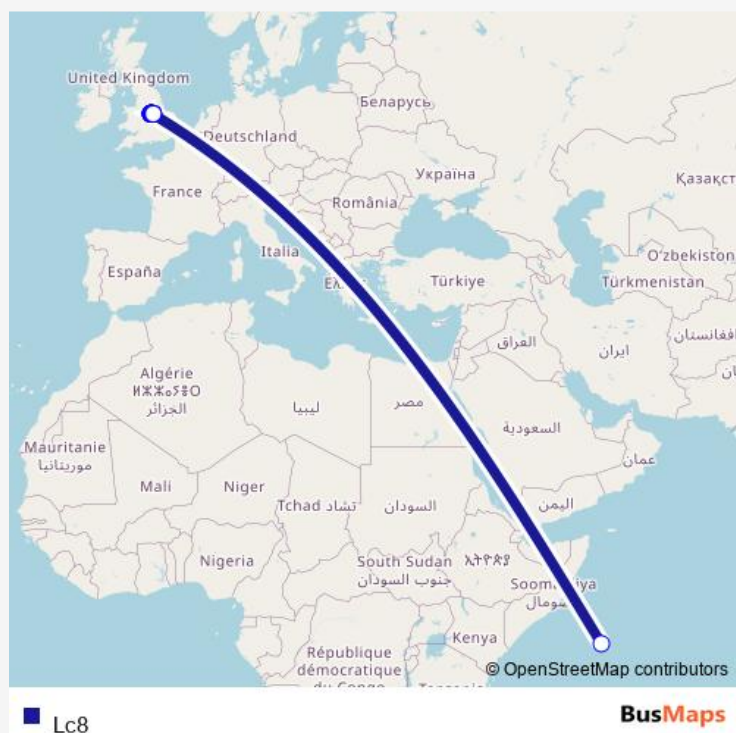 United Kingdom
Беларусь
Deutschland
Україна
Қазақст
France
România
O'zbekiston
Italia
España
Türkiye
Türkmenistan
افغانستان
العراق
ایران
Algérie
ⵍⵣⵣⴰⵢⴻⵔ
الجزائر
ليبيا
مصر
السعودية
عمان
Mauritanie
موريتانيا
Mali
Niger
Tchad تشاد
السودان
اليمن
Nigeria
South Sudan
جنوب السودان
ኢትዮጵያ
Kenya
République
démocratique
du Congo
© OpenStreetMap contributors
Lc8
BusMaps